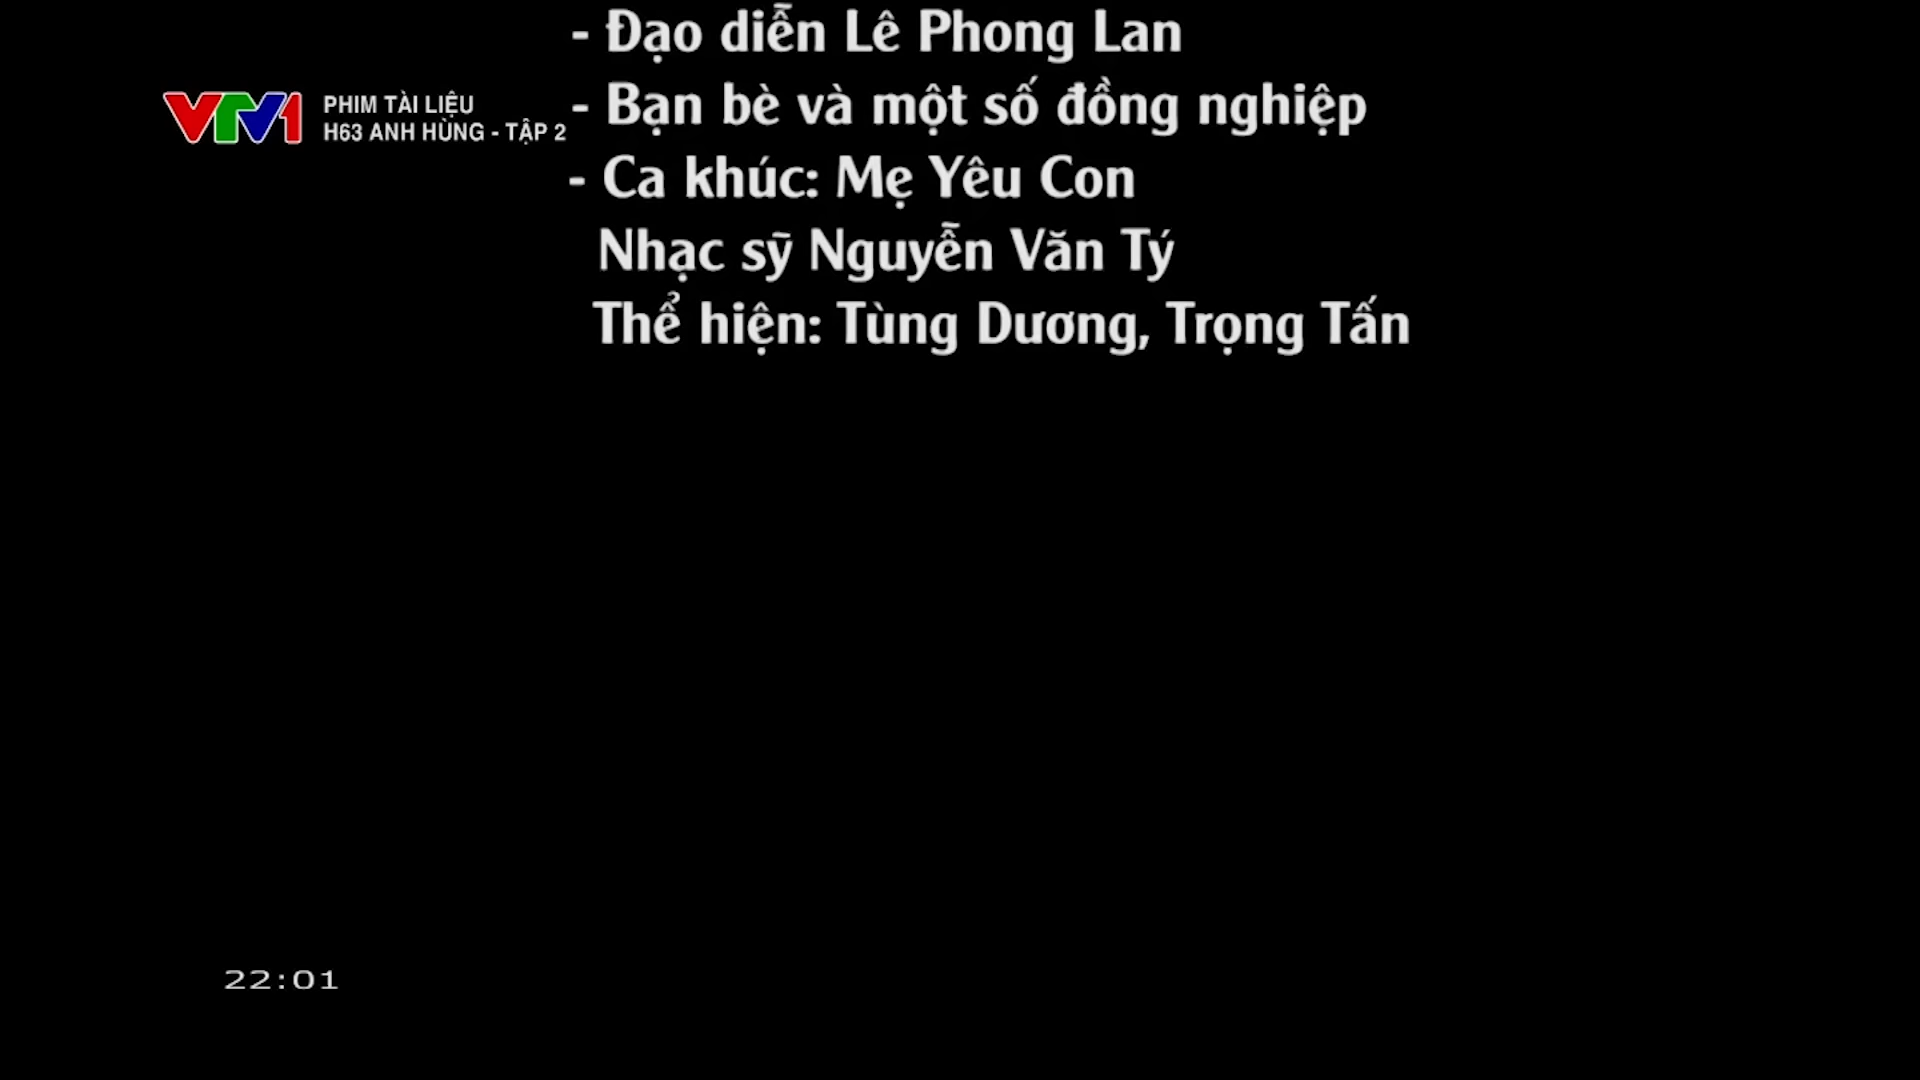 - Đạo diễn Lê Phong Lan
- Bạn bè và một số đồng nghiệp
- Ca khúc: Mẹ Yêu Con
Nhạc sỹ Nguyễn Văn Tý
Thể hiện: Tùng Dương, Trọng Tấn
VTV1
PHIM TÀI LIỆU
H63 ANH HÙNG - TẬP 2
22:01